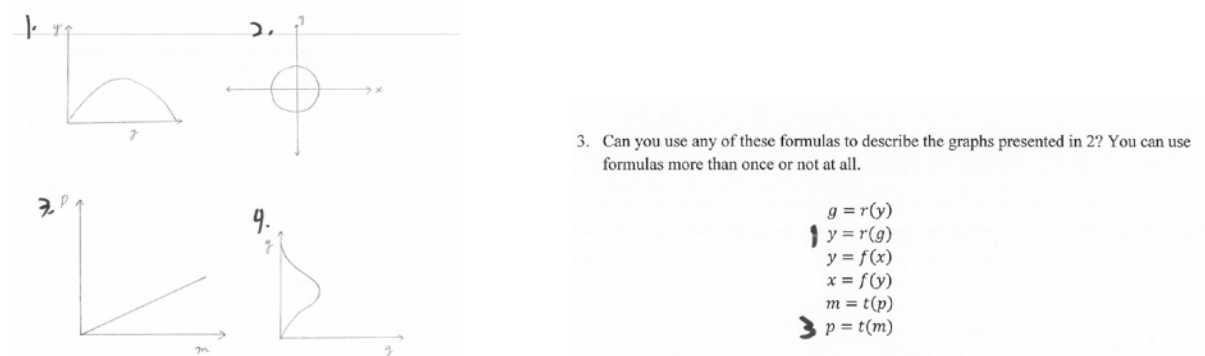 1. y
2. y
x
g
3. p
m
4.
y
g
3. Can you use any of these formulas to describe the graphs presented in 2? You can use
formulas more than once or not at all.
g = r(y)
1 y = r(g)
y = f(x)
x = f(y)
m = t(p)
3 p = t(m)